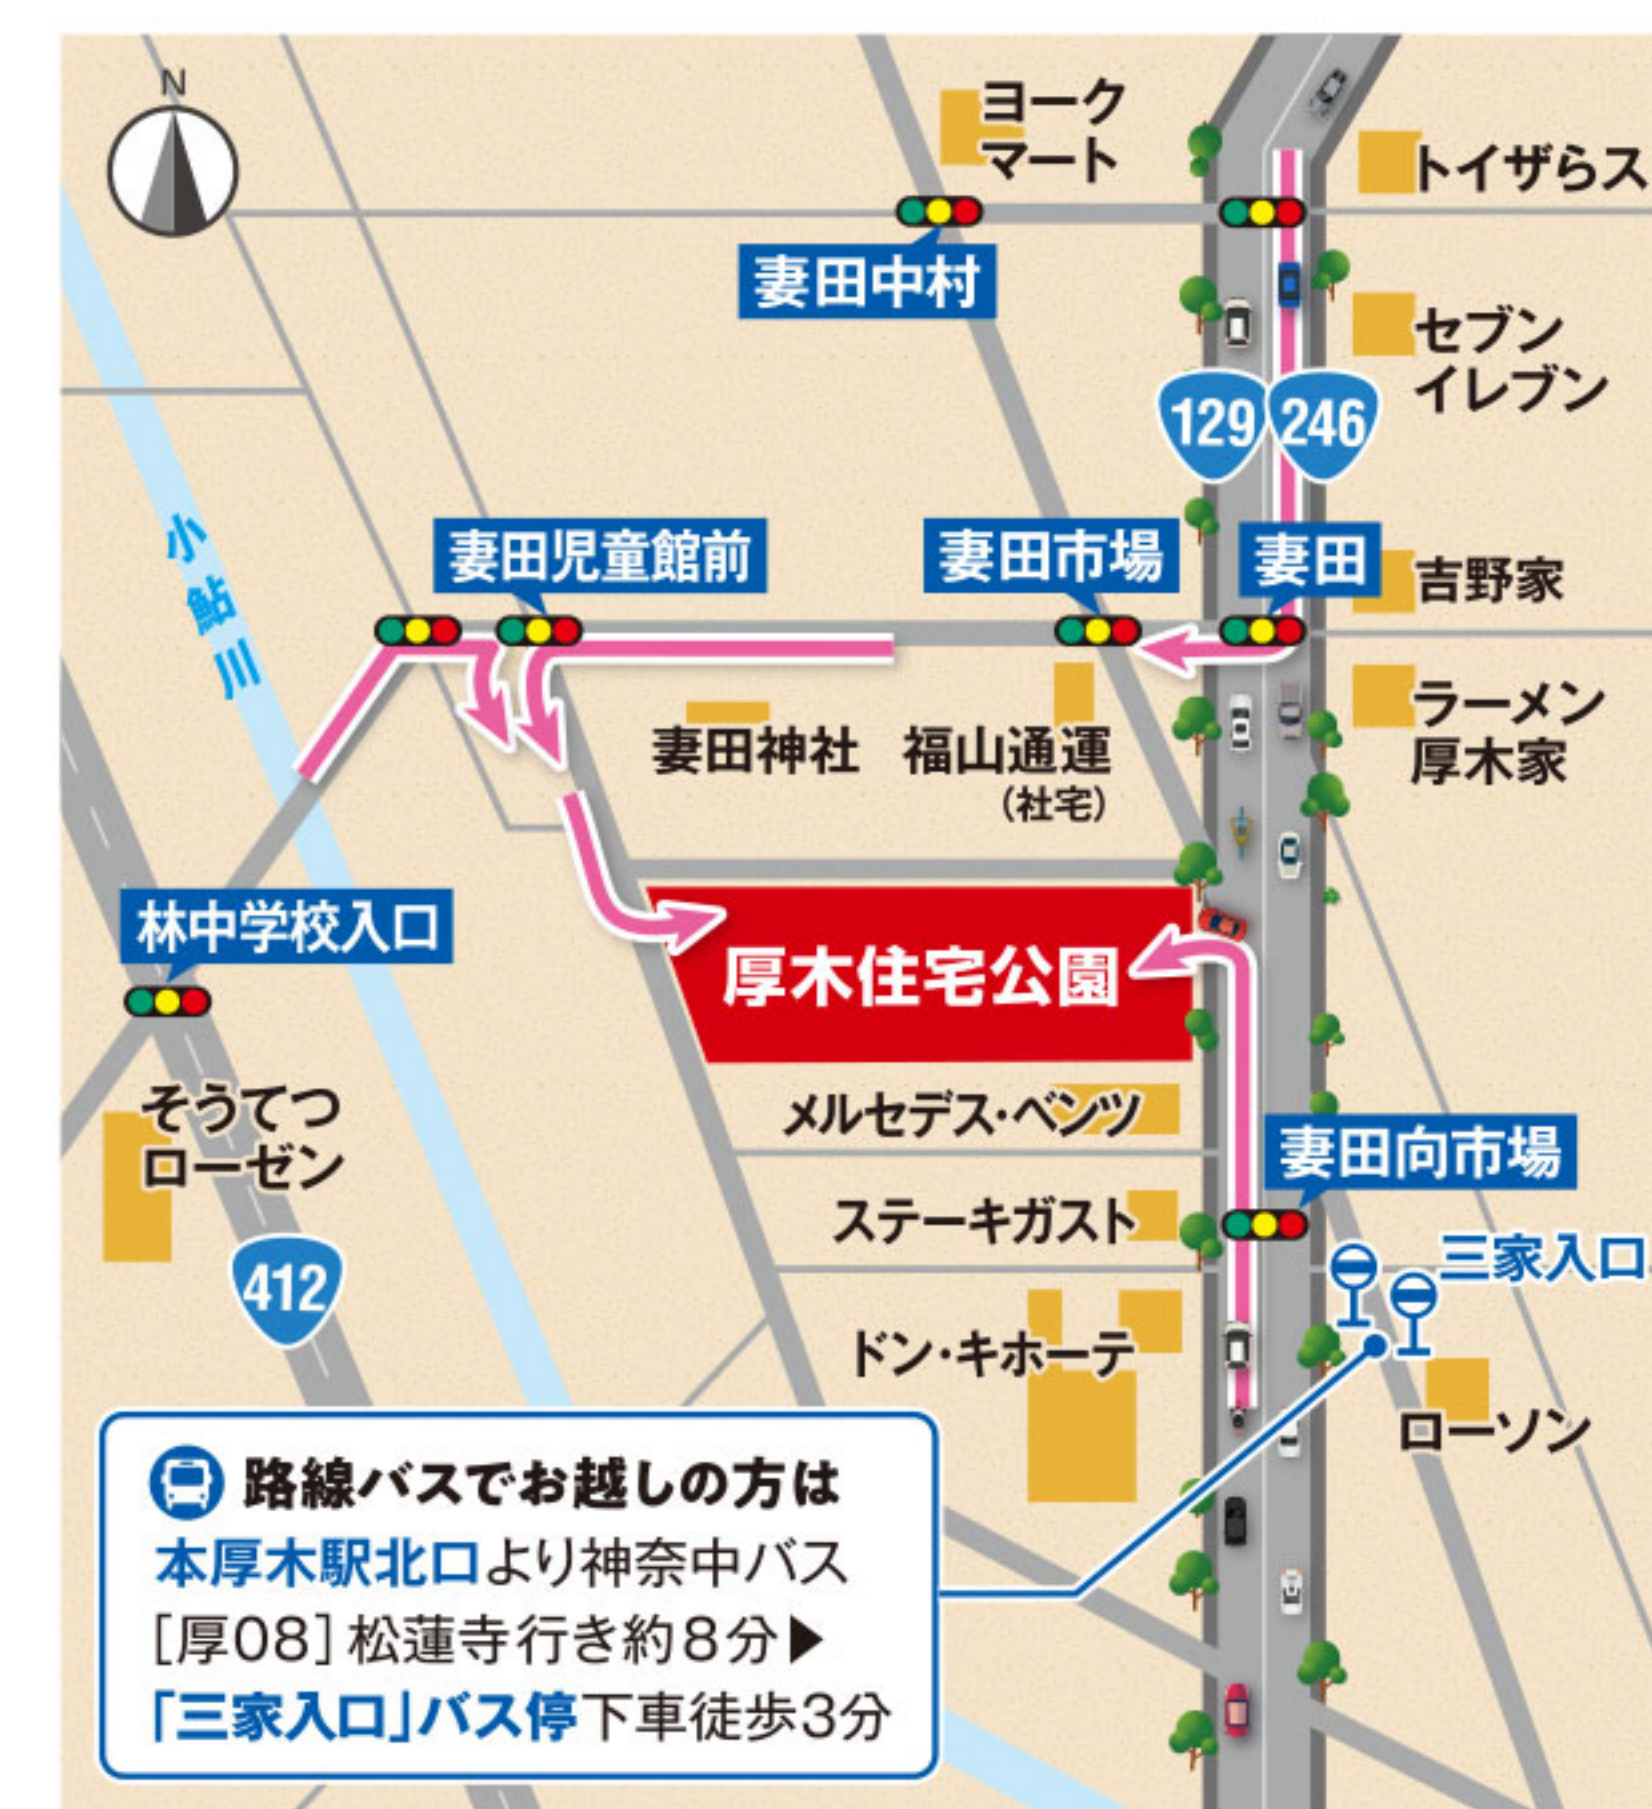 N
ヨーク
マート
トイザらス
妻田中村
セブン
イレブン
129
246
小鮎川
妻田児童館前
妻田市場
妻田
吉野家
ラーメン
厚木家
妻田神社
福山通運
(社宅)
林中学校入口
厚木住宅公園
そうてつ
ローゼン
メルセデス・ベンツ
妻田向市場
ステーキガスト
三家入口
412
ドン・キホーテ
ローソン
路線バスでお越しの方は
本厚木駅北口より神奈中バス
[厚08]松蓮寺行き約8分▶
「三家入口」バス停下車徒歩3分